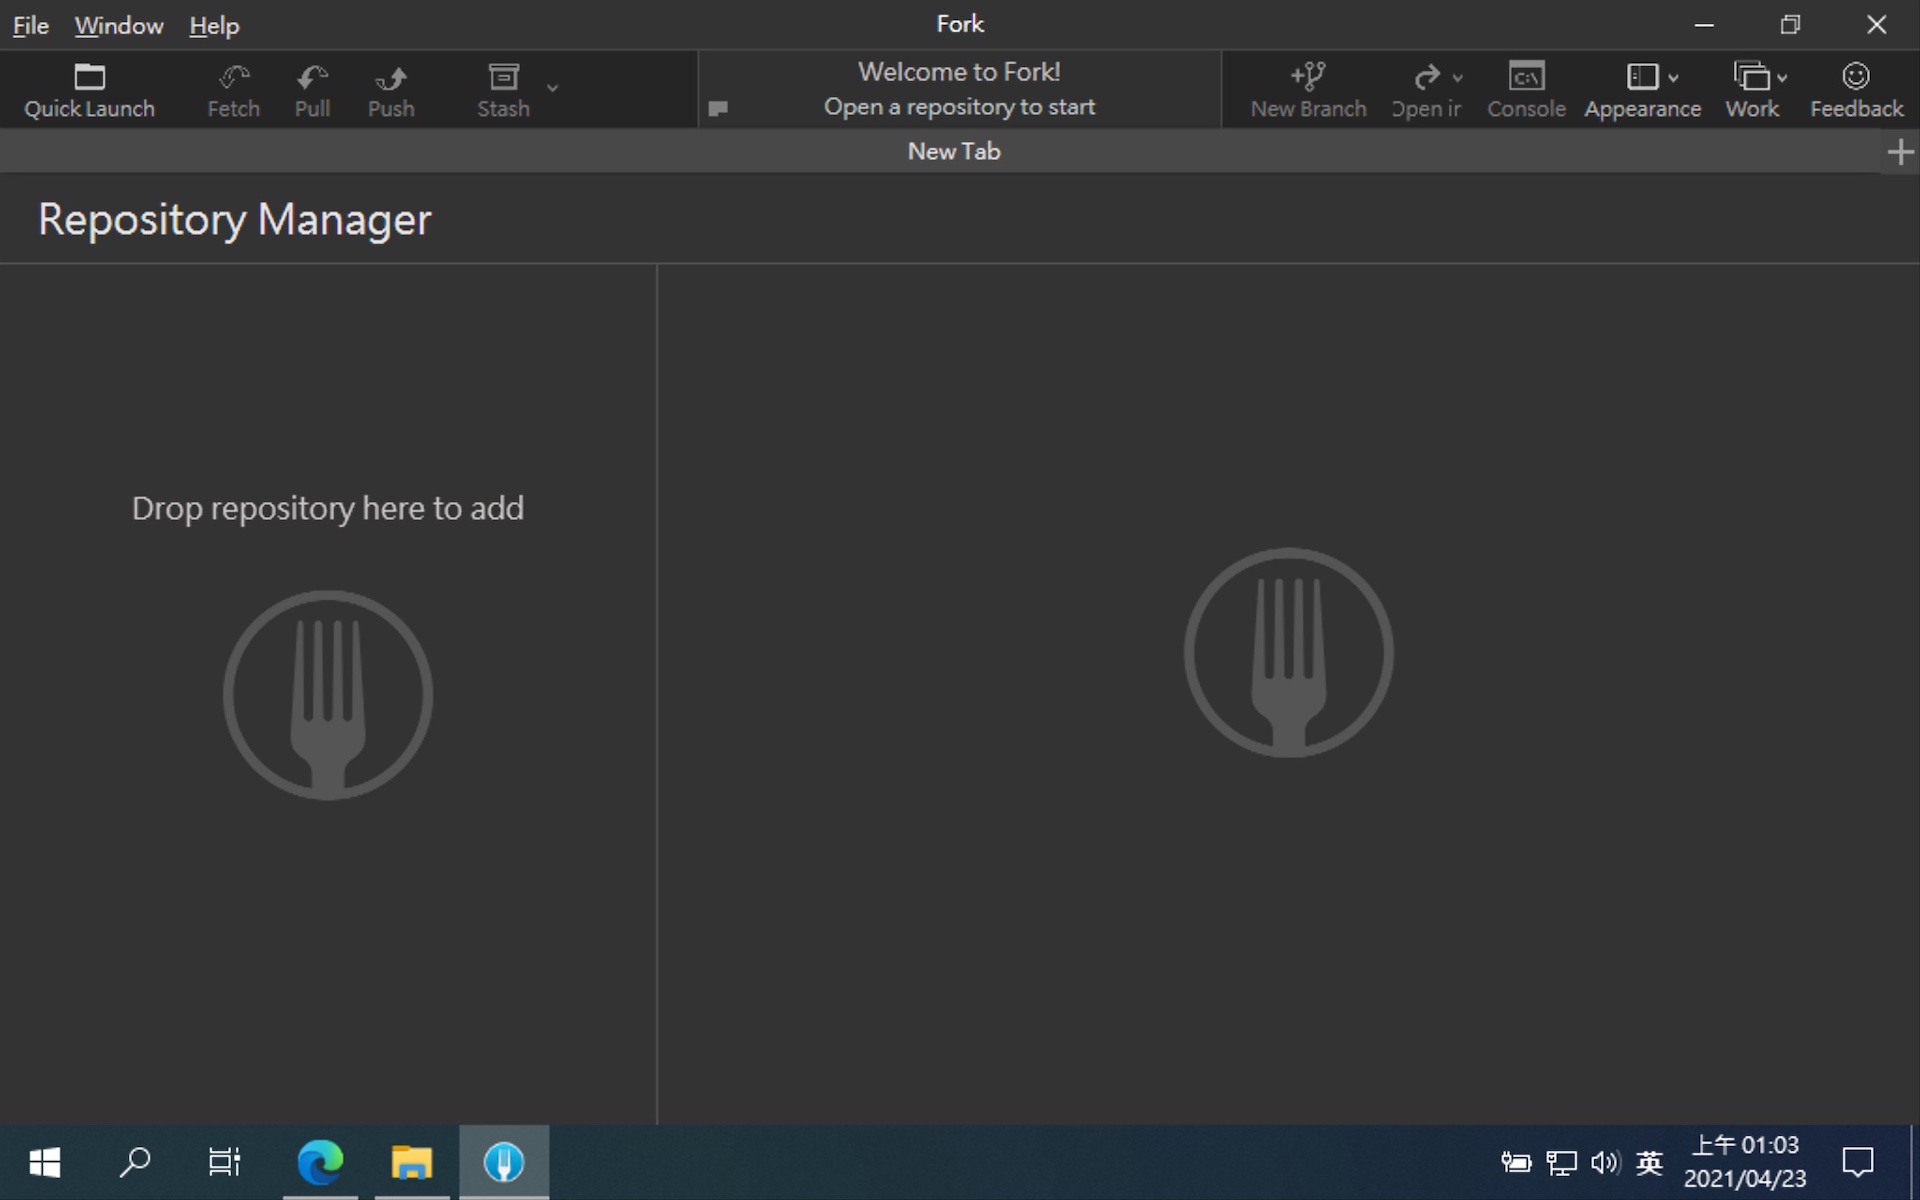 File Window Help
Fork
Quick Launch
Fetch
Pull
Push
Stash
Welcome to Fork!
Open a repository to start
New Branch
Open in
Console
Appearance
Work
Feedback
New Tab
Repository Manager
Drop repository here to add
英
上午 01:03
2021/04/23